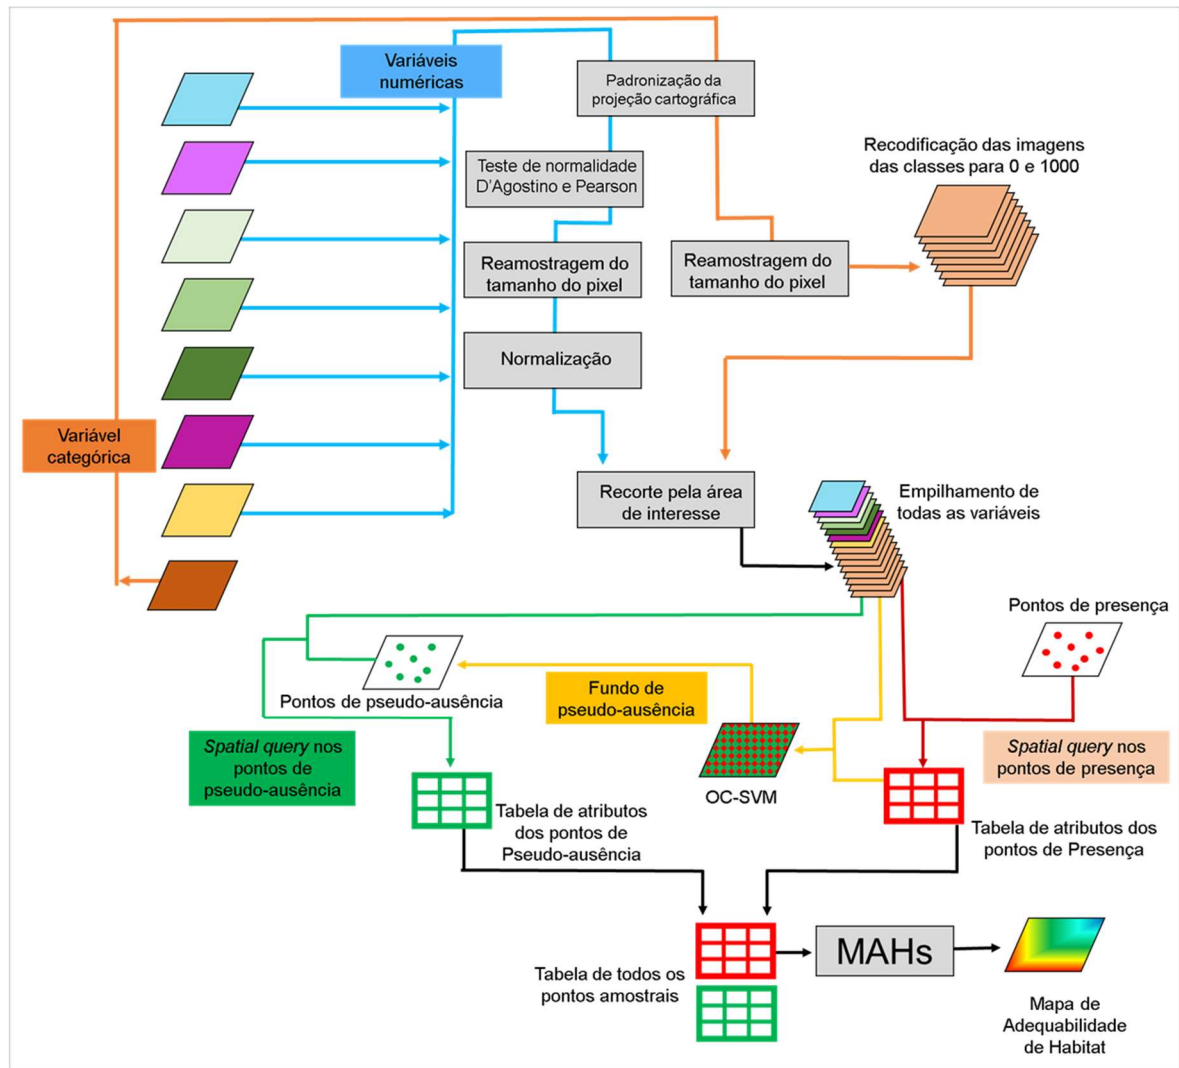 Variáveis
numéricas
Padronização da
projeção cartográfica
Teste de normalidade
D'Agostino e Pearson
Recodificação das imagens
das classes para 0 e 1000
Reamostragem do
tamanho do pixel
Reamostragem do
tamanho do pixel
Normalização
Variável
categórica
Recorte pela área
de interesse
Empilhamento de
todas as variáveis
Pontos de presença
Pontos de pseudo-ausência
Fundo de
pseudo-ausência
Spatial query nos
pontos de
pseudo-ausência
Spatial query nos
pontos de presença
OC-SVM
Tabela de atributos
dos pontos de
Pseudo-ausência
Tabela de atributos dos
pontos de Presença
Tabela de todos os
pontos amostrais
MAHs
Mapa de
Adequabilidade
de Habitat